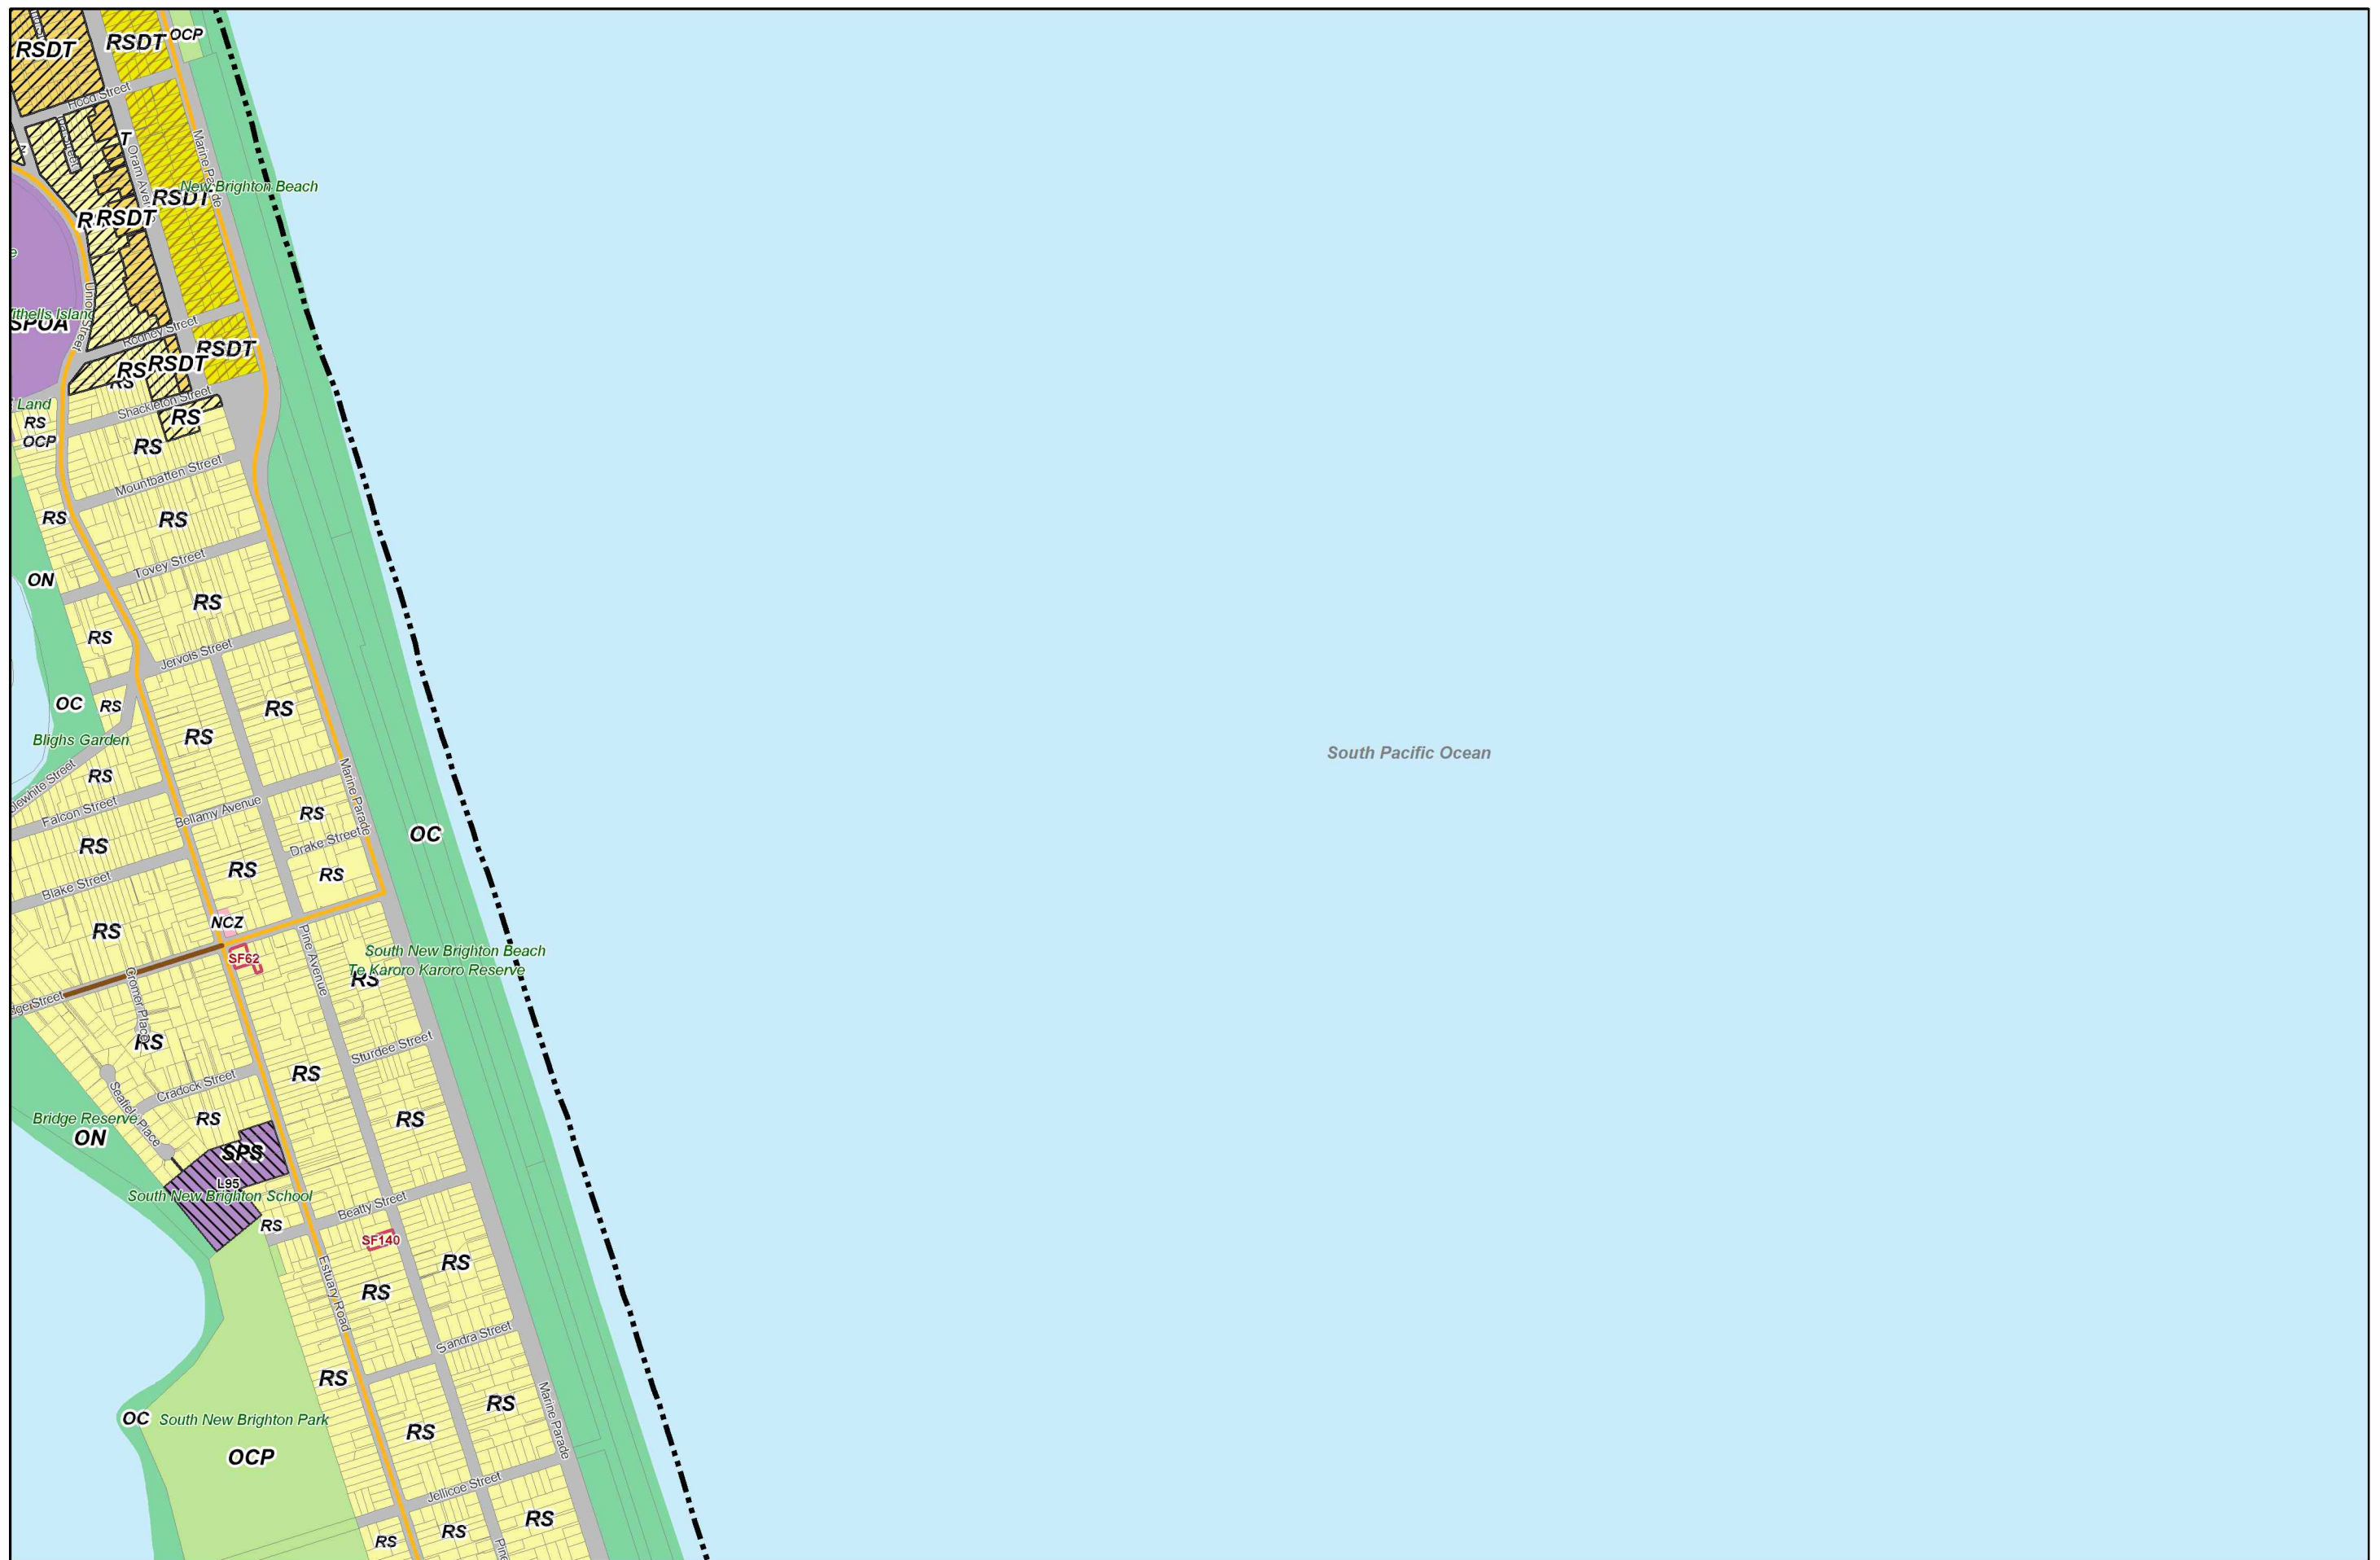 RSDT
RSDT
OCP
Hood Street
T
Oram Avenue
Marine Parade
New Brighton Beach
RSDT
RSDT
SPOA
Union Street
Rodney Street
RSDT
RS
RSDT
RS
Land
Shackleton Street
RS
RS
OCP
RS
Mountbatten Street
RS
RS
Tovey Street
ON
RS
RS
Jervois Street
OC
RS
RS
RS
Blighs Garden
RS
Marine Parade
Falcon Street
Bellamy Avenue
RS
Drake Street
OC
RS
RS
RS
Blake Street
NCZ
RS
SF62
Pine Avenue
South New Brighton Beach
Te Karoro Karoro Reserve
RS
South Pacific Ocean
Cromer Place
RS
Sturdee Street
RS
Cradock Street
Seafield Place
Bridge Reserve
RS
RS
ON
SPS
L95
South New Brighton School
Beatty Street
RS
SF140
RS
Estuary Road
RS
Sandra Street
RS
RS
Marine Parade
OC
South New Brighton Park
RS
OCP
Jellicoe Street
RS
RS
RS